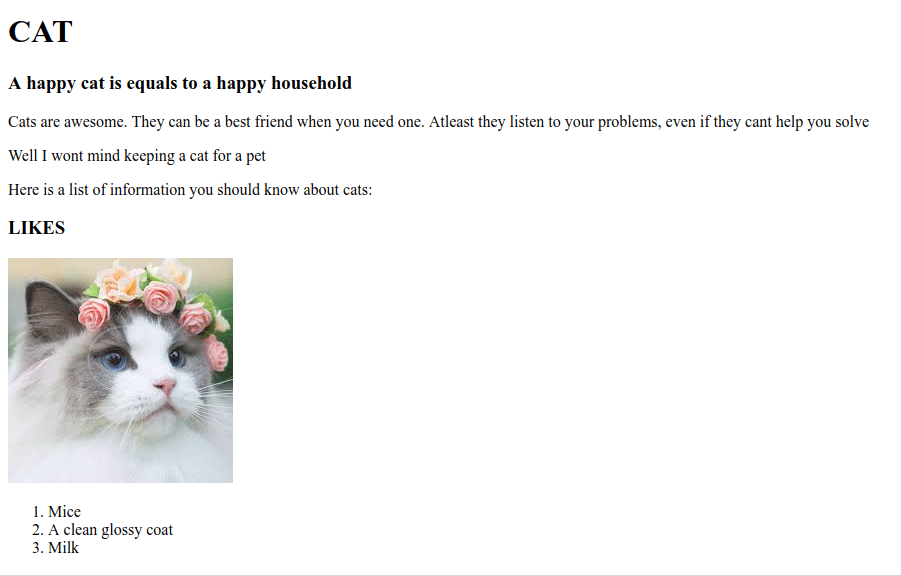 CAT
A happy cat is equals to a happy household
Cats are awesome. They can be a best friend when you need one. Atleast they listen to your problems, even if they cant help you solve
Well I wont mind keeping a cat for a pet
Here is a list of information you should know about cats:
LIKES
1. Mice
2. A clean glossy coat
3. Milk